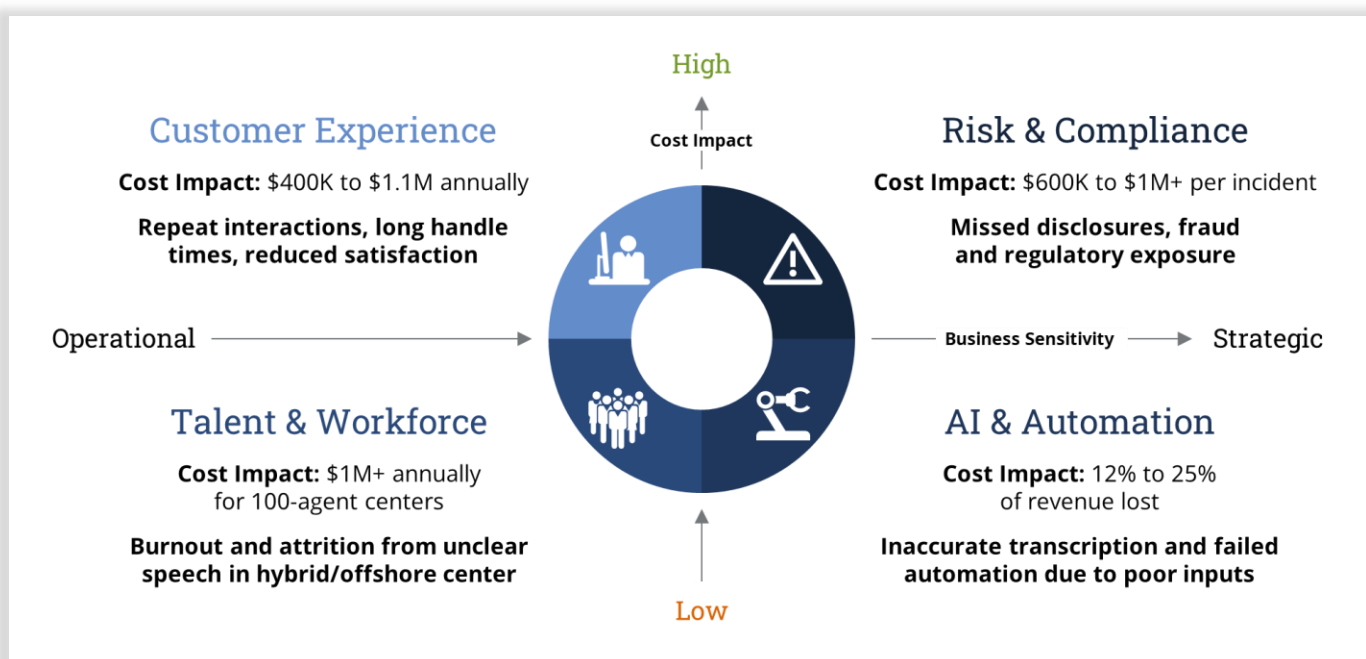 High
Cost Impact
Customer Experience
Cost Impact: $400K to $1.1M annually
Repeat interactions, long handle
times, reduced satisfaction
Risk & Compliance
Cost Impact: $600K to $1M+ per incident
Missed disclosures, fraud
and regulatory exposure
Operational
Business Sensitivity
Strategic
Talent & Workforce
Cost Impact: $1M+ annually
for 100-agent centers
Burnout and attrition from unclear
speech in hybrid/offshore center
AI & Automation
Cost Impact: 12% to 25%
of revenue lost
Inaccurate transcription and failed
automation due to poor inputs
Low